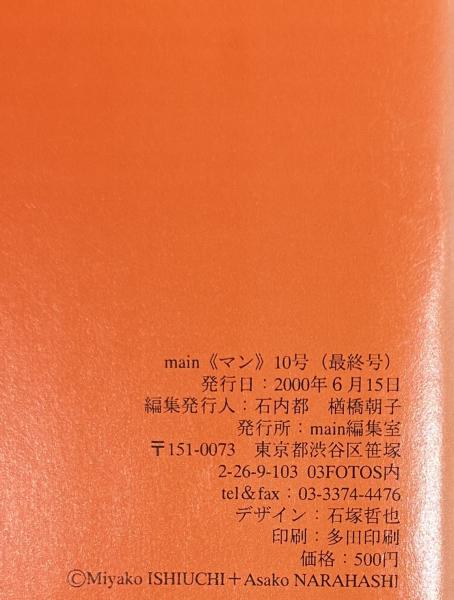 main《マン》10号（最終号）
発行日：2000年６月15日
編集発行人：石内都　楢橋朝子
発行所：main編集室
〒151-0073　東京都渋谷区笹塚
2-26-9-103  03FOTOS内
tel＆fax：03-3374-4476
デザイン：石塚哲也
印刷：多田印刷
価格：500円
©Miyako ISHIUCHI＋Asako NARAHASHI